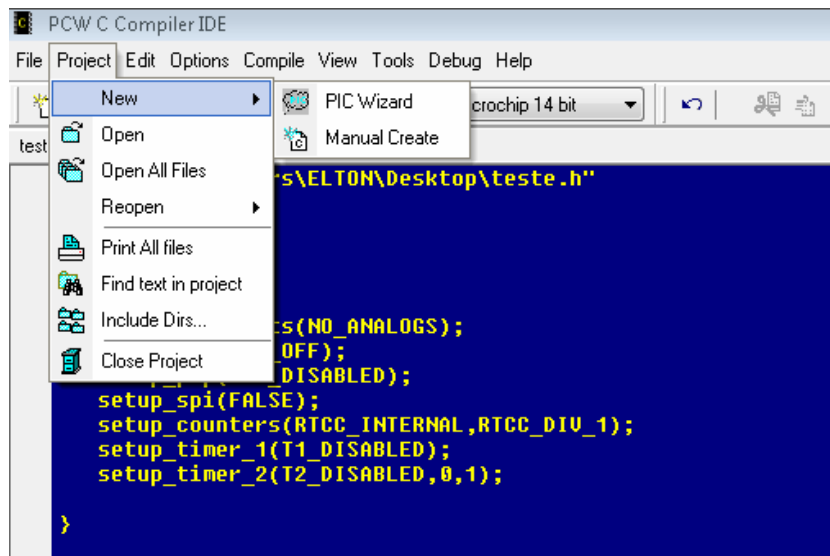 PCW C Compiler IDE
File Project Edit Options Compile View Tools Debug Help
New PIC Wizard crochip 14 bit
Open Manual Create
test
Open All Files s\ELTON\Desktop\teste.h"
Reopen
Print All files
Find text in project
Include Dirs... s(NO_ANALOGS);
OFF);
Close Project _DISABLED);
setup_spi(FALSE);
setup_counters(RTCC_INTERNAL,RTCC_DIV_1);
setup_timer_1(T1_DISABLED);
setup_timer_2(T2_DISABLED,0,1);
}